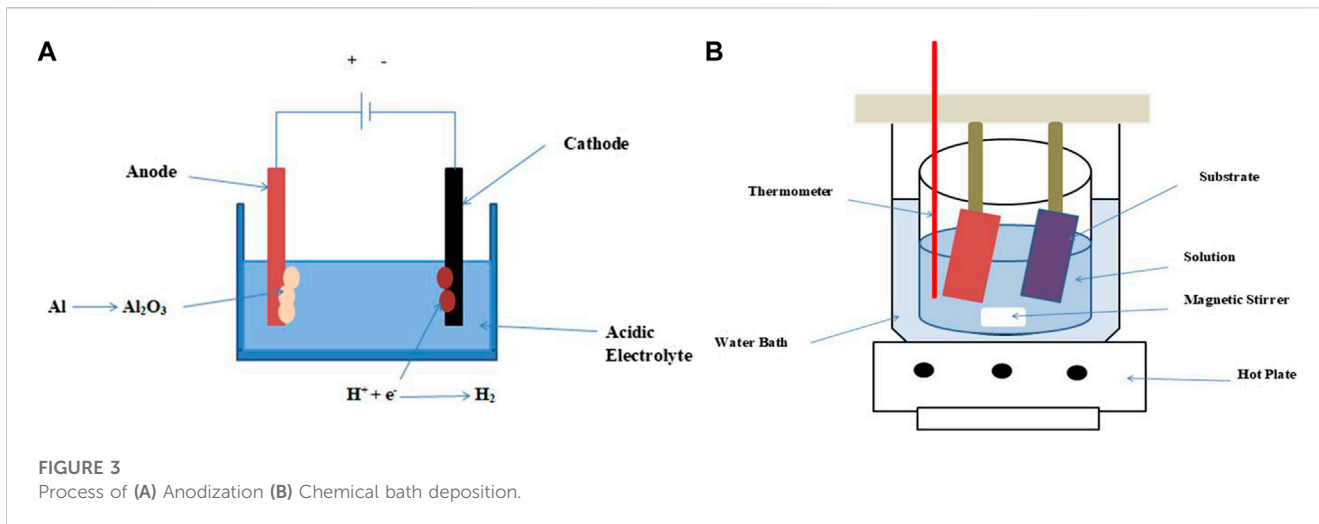 A
+ -
Anode
Cathode
Al → Al₂O₃
Acidic
Electrolyte
H⁺ + e⁻ → H₂
B
Thermometer
Substrate
Solution
Magnetic Stirrer
Water Bath
Hot Plate
FIGURE 3
Process of (A) Anodization (B) Chemical bath deposition.